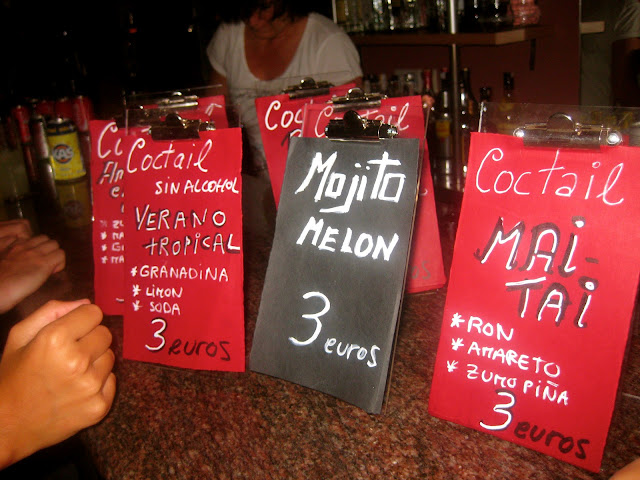 Coctail
SIN ALCOHOL
VERANO
TROPICAL
* GRANADINA
* LIMON
* SODA
3 euros
Mojito
MELON
3 euros
Coctail
MAI-
TAI
* RON
* AMARETO
* ZUMO PIÑA
3 euros